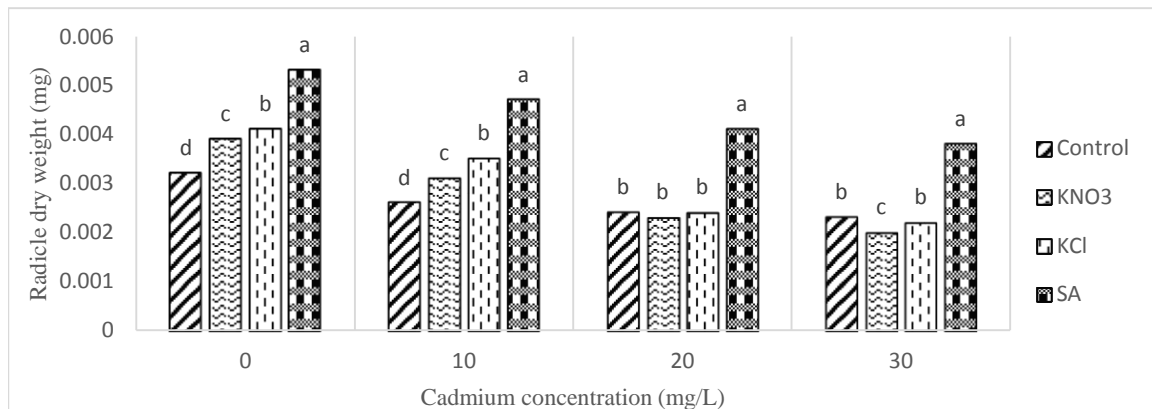 Radicle dry weight (mg)
0.006
0.005
0.004
0.003
0.002
0.001
0
d c b a
d c b a
b b b a
b c b a
0 10 20 30
Cadmium concentration (mg/L)
Control
KNO3
KCl
SA